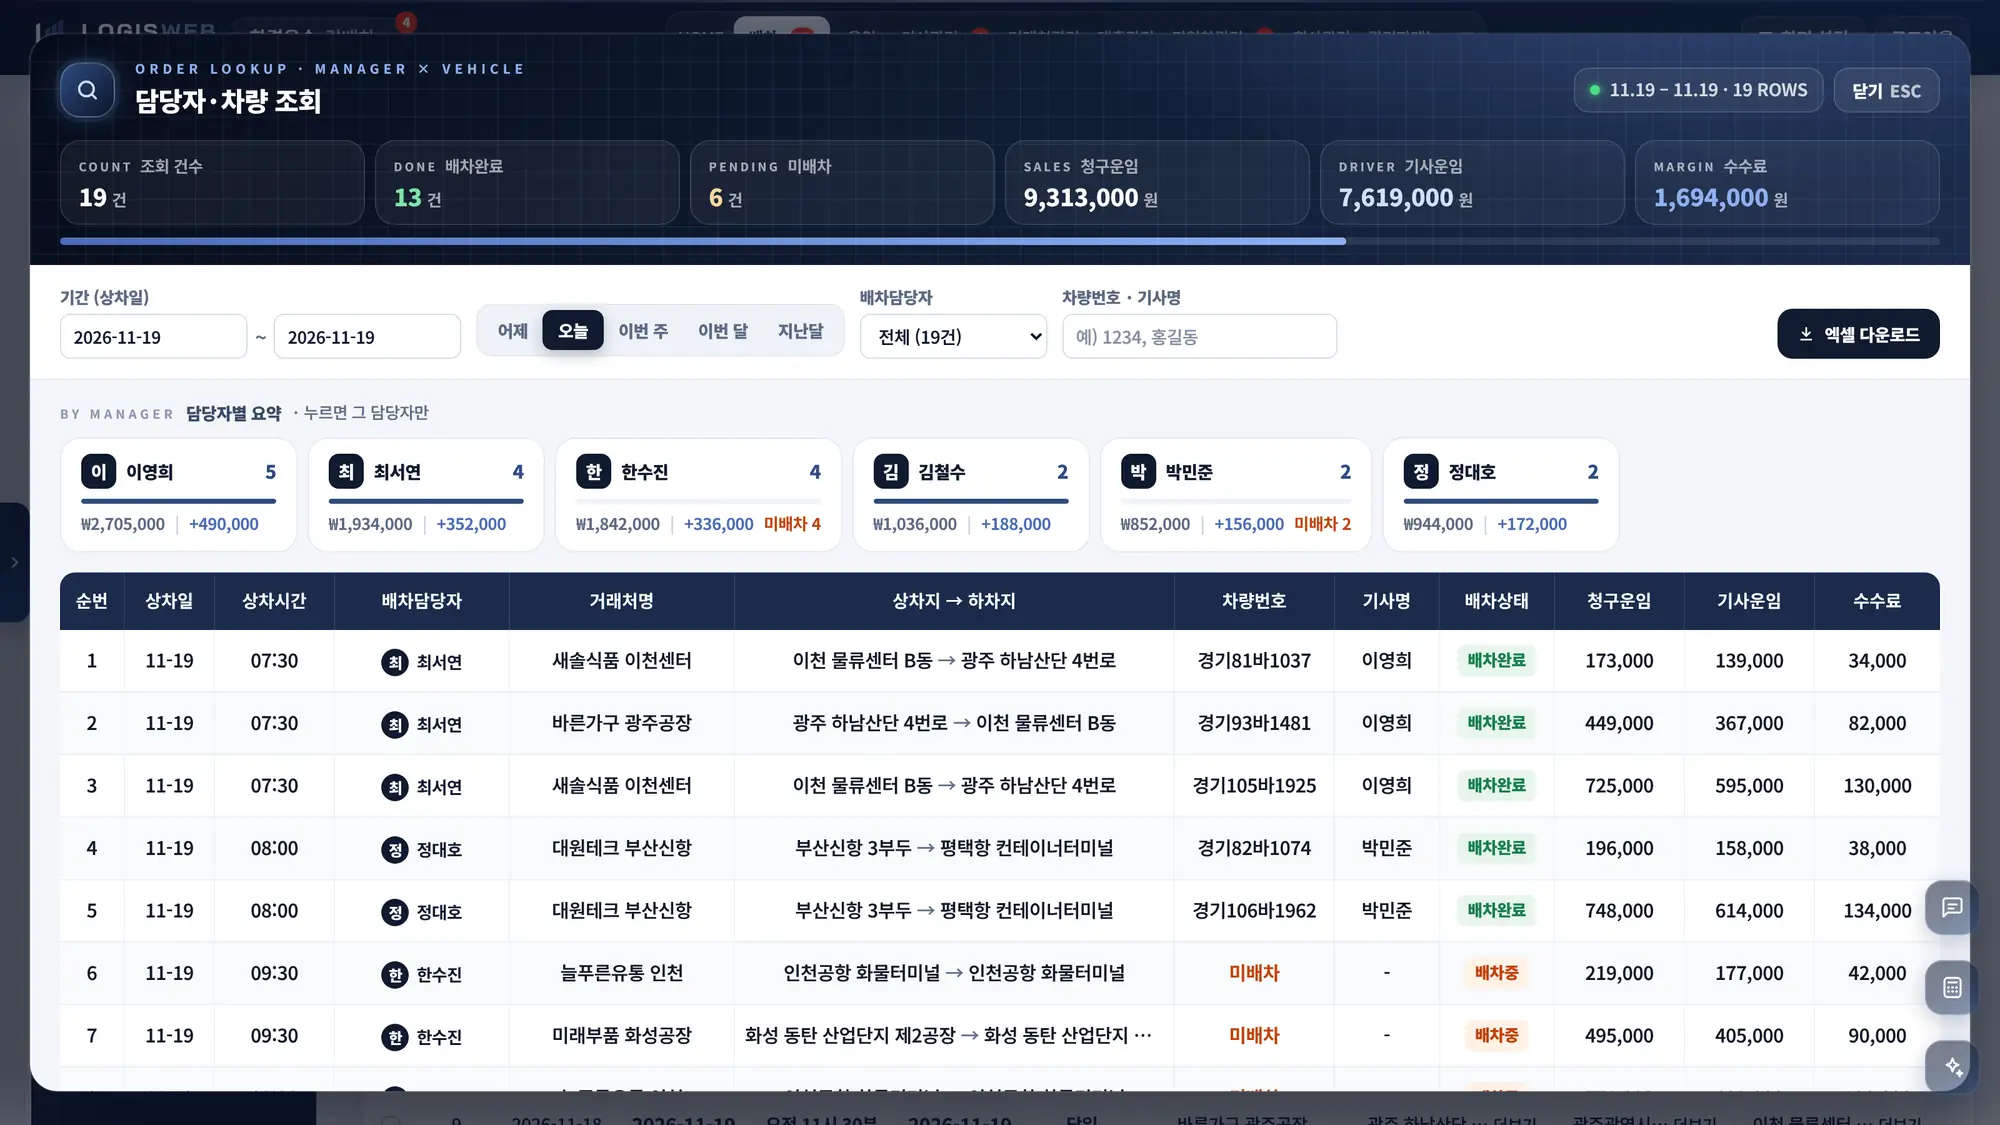 LOGISWEB
4
ORDER LOOKUP · MANAGER × VEHICLE
담당자·차량 조회
11.19 – 11.19 · 19 ROWS
닫기 ESC
COUNT 조회 건수
19 건
DONE 배차완료
13 건
PENDING 미배차
6 건
SALES 청구운임
9,313,000 원
DRIVER 기사운임
7,619,000 원
MARGIN 수수료
1,694,000 원
기간 (상차일)
2026-11-19 ~ 2026-11-19
어제 오늘 이번 주 이번 달 지난달
배차담당자
전체 (19건)
차량번호 · 기사명
예) 1234, 홍길동
엑셀 다운로드
BY MANAGER 담당자별 요약 · 누르면 그 담당자만
이 이영희 5
₩2,705,000 +490,000
최 최서연 4
₩1,934,000 +352,000
한 한수진 4
₩1,842,000 +336,000 미배차 4
김 김철수 2
₩1,036,000 +188,000
박 박민준 2
₩852,000 +156,000 미배차 2
정 정대호 2
₩944,000 +172,000
순번 상차일 상차시간 배차담당자 거래처명 상차지 → 하차지 차량번호 기사명 배차상태 청구운임 기사운임 수수료
1 11-19 07:30 최 최서연 새솔식품 이천센터 이천 물류센터 B동 → 광주 하남산단 4번로 경기81바1037 이영희 배차완료 173,000 139,000 34,000
2 11-19 07:30 최 최서연 바른가구 광주공장 광주 하남산단 4번로 → 이천 물류센터 B동 경기93바1481 이영희 배차완료 449,000 367,000 82,000
3 11-19 07:30 최 최서연 새솔식품 이천센터 이천 물류센터 B동 → 광주 하남산단 4번로 경기105바1925 이영희 배차완료 725,000 595,000 130,000
4 11-19 08:00 정 정대호 대원테크 부산신항 부산신항 3부두 → 평택항 컨테이너터미널 경기82바1074 박민준 배차완료 196,000 158,000 38,000
5 11-19 08:00 정 정대호 대원테크 부산신항 부산신항 3부두 → 평택항 컨테이너터미널 경기106바1962 박민준 배차완료 748,000 614,000 134,000
6 11-19 09:30 한 한수진 늘푸른유통 인천 인천공항 화물터미널 → 인천공항 화물터미널 미배차 - 배차중 219,000 177,000 42,000
7 11-19 09:30 한 한수진 미래부품 화성공장 화성 동탄 산업단지 제2공장 → 화성 동탄 산업단지 ⋯ 미배차 - 배차중 495,000 405,000 90,000